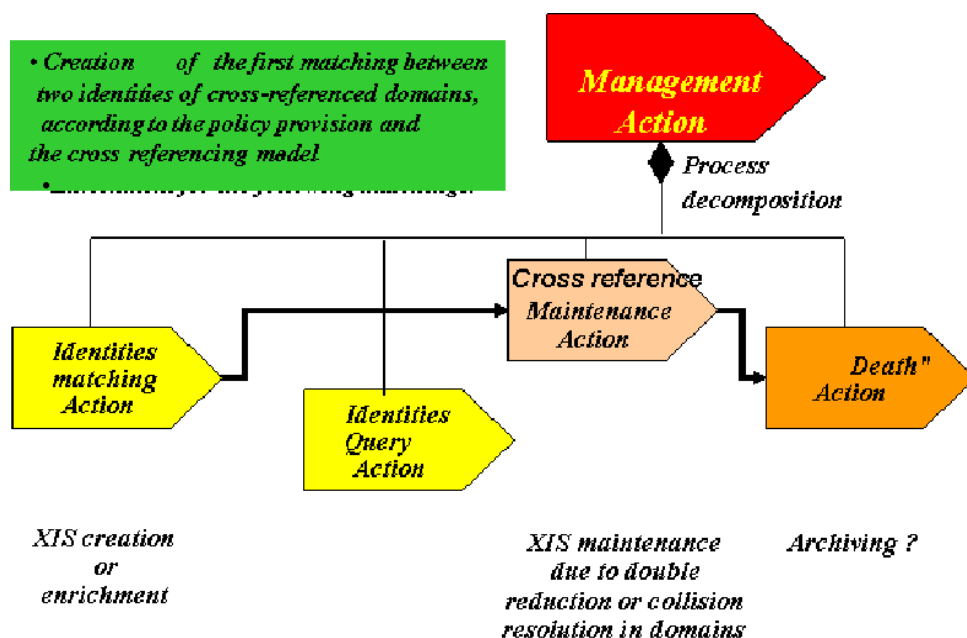 • Creation of the first matching between
two identities of cross-referenced domains,
according to the policy provision and
the cross referencing model
Management
Action
Process
decomposition
Cross reference
Maintenance
Action
Identities
matching
Action
Death"
Action
Identities
Query
Action
XIS creation
or
enrichment
XIS maintenance
due to double
reduction or collision
resolution in domains
Archiving ?